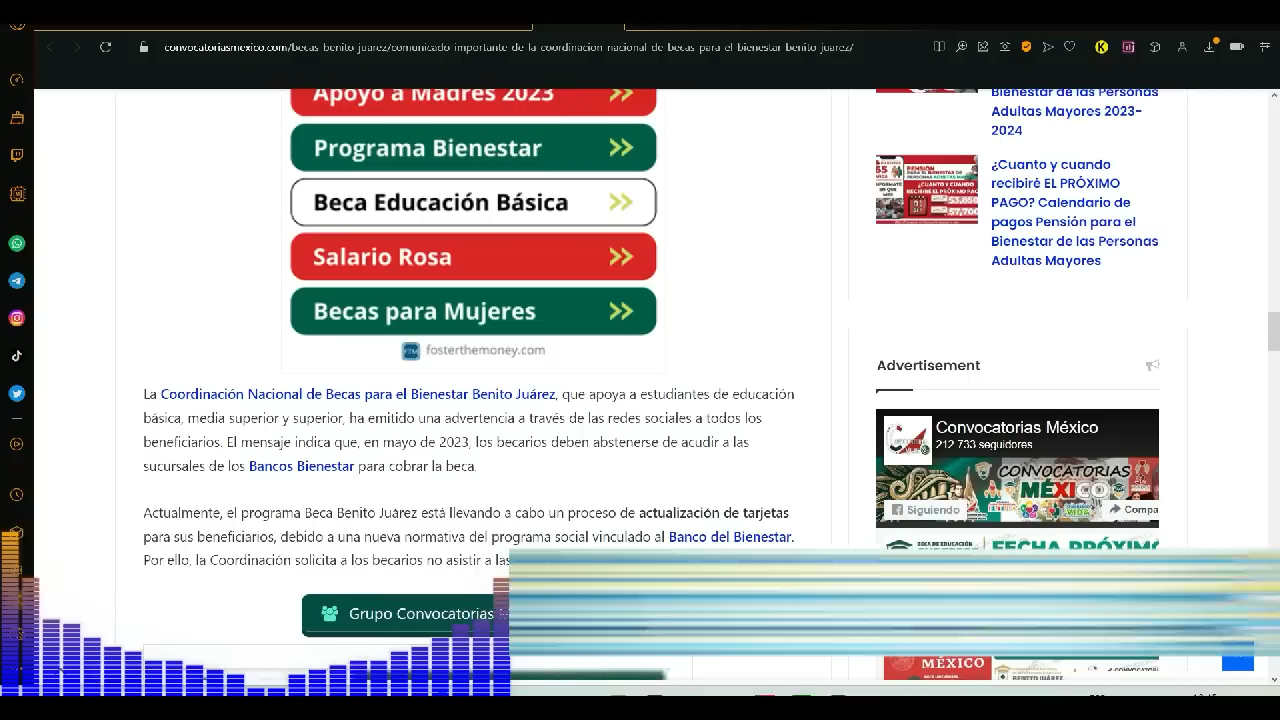 convocatoriasmexico.com/becas-benito-juarez/comunicado-importante-de-la-coordinacion-nacional-de-becas-para-el-bienestar-benito-juarez/
Apoyo a Madres 2023
Programa Bienestar
Beca Educación Básica
Salario Rosa
Becas para Mujeres
FTM fosterthemoney.com
La Coordinación Nacional de Becas para el Bienestar Benito Juárez, que apoya a estudiantes de educación
básica, media superior y superior, ha emitido una advertencia a través de las redes sociales a todos los
beneficiarios. El mensaje indica que, en mayo de 2023, los becarios deben abstenerse de acudir a las
sucursales de los Bancos Bienestar para cobrar la beca.
Actualmente, el programa Beca Benito Juárez está llevando a cabo un proceso de actualización de tarjetas
para sus beneficiarios, debido a una nueva normativa del programa social vinculado al Banco del Bienestar.
Por ello, la Coordinación solicita a los becarios no asistir a las
Grupo Convocatorias
Bienestar de las Personas
Adultas Mayores 2023-
2024
¿Cuanto y cuando
recibiré EL PRÓXIMO
PAGO? Calendario de
pagos Pensión para el
Bienestar de las Personas
Adultas Mayores
Advertisement
Convocatorias México
212 733 seguidores
CONVOCATORIAS
MÉXICO
Siguiendo
Compa
FECHA PRÓXIMO
MÉXICO